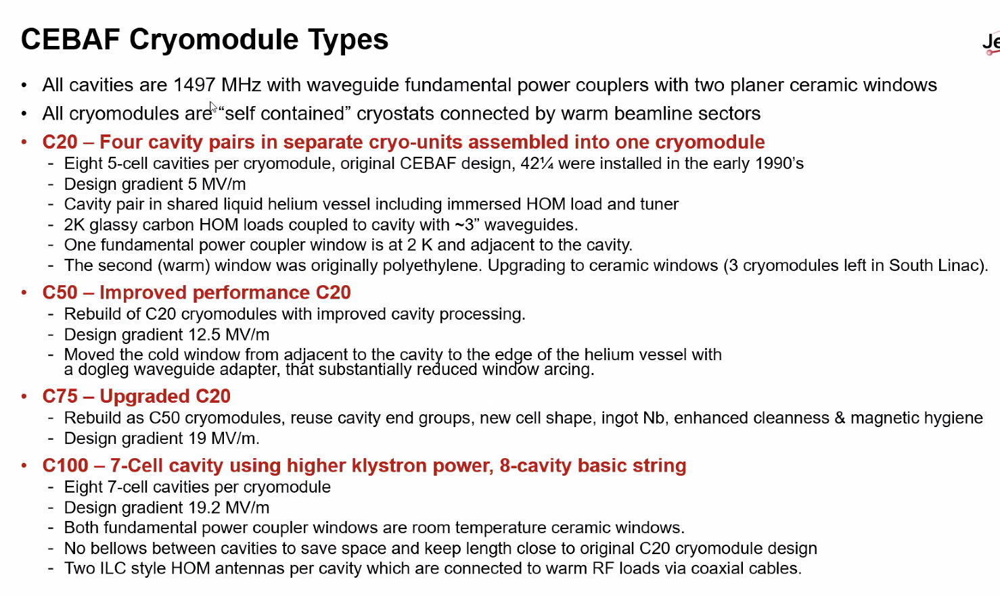 CEBAF Cryomodule Types
Je
• All cavities are 1497 MHz with waveguide fundamental power couplers with two planer ceramic windows
• All cryomodules are “self contained” cryostats connected by warm beamline sectors
• C20 – Four cavity pairs in separate cryo-units assembled into one cryomodule
- Eight 5-cell cavities per cryomodule, original CEBAF design, 42¼ were installed in the early 1990’s
- Design gradient 5 MV/m
- Cavity pair in shared liquid helium vessel including immersed HOM load and tuner
- 2K glassy carbon HOM loads coupled to cavity with ~3” waveguides.
- One fundamental power coupler window is at 2 K and adjacent to the cavity.
- The second (warm) window was originally polyethylene. Upgrading to ceramic windows (3 cryomodules left in South Linac).
• C50 – Improved performance C20
- Rebuild of C20 cryomodules with improved cavity processing.
- Design gradient 12.5 MV/m
- Moved the cold window from adjacent to the cavity to the edge of the helium vessel with
a dogleg waveguide adapter, that substantially reduced window arcing.
• C75 – Upgraded C20
- Rebuild as C50 cryomodules, reuse cavity end groups, new cell shape, ingot Nb, enhanced cleanness & magnetic hygiene
- Design gradient 19 MV/m.
• C100 – 7-Cell cavity using higher klystron power, 8-cavity basic string
- Eight 7-cell cavities per cryomodule
- Design gradient 19.2 MV/m
- Both fundamental power coupler windows are room temperature ceramic windows.
- No bellows between cavities to save space and keep length close to original C20 cryomodule design
- Two ILC style HOM antennas per cavity which are connected to warm RF loads via coaxial cables.